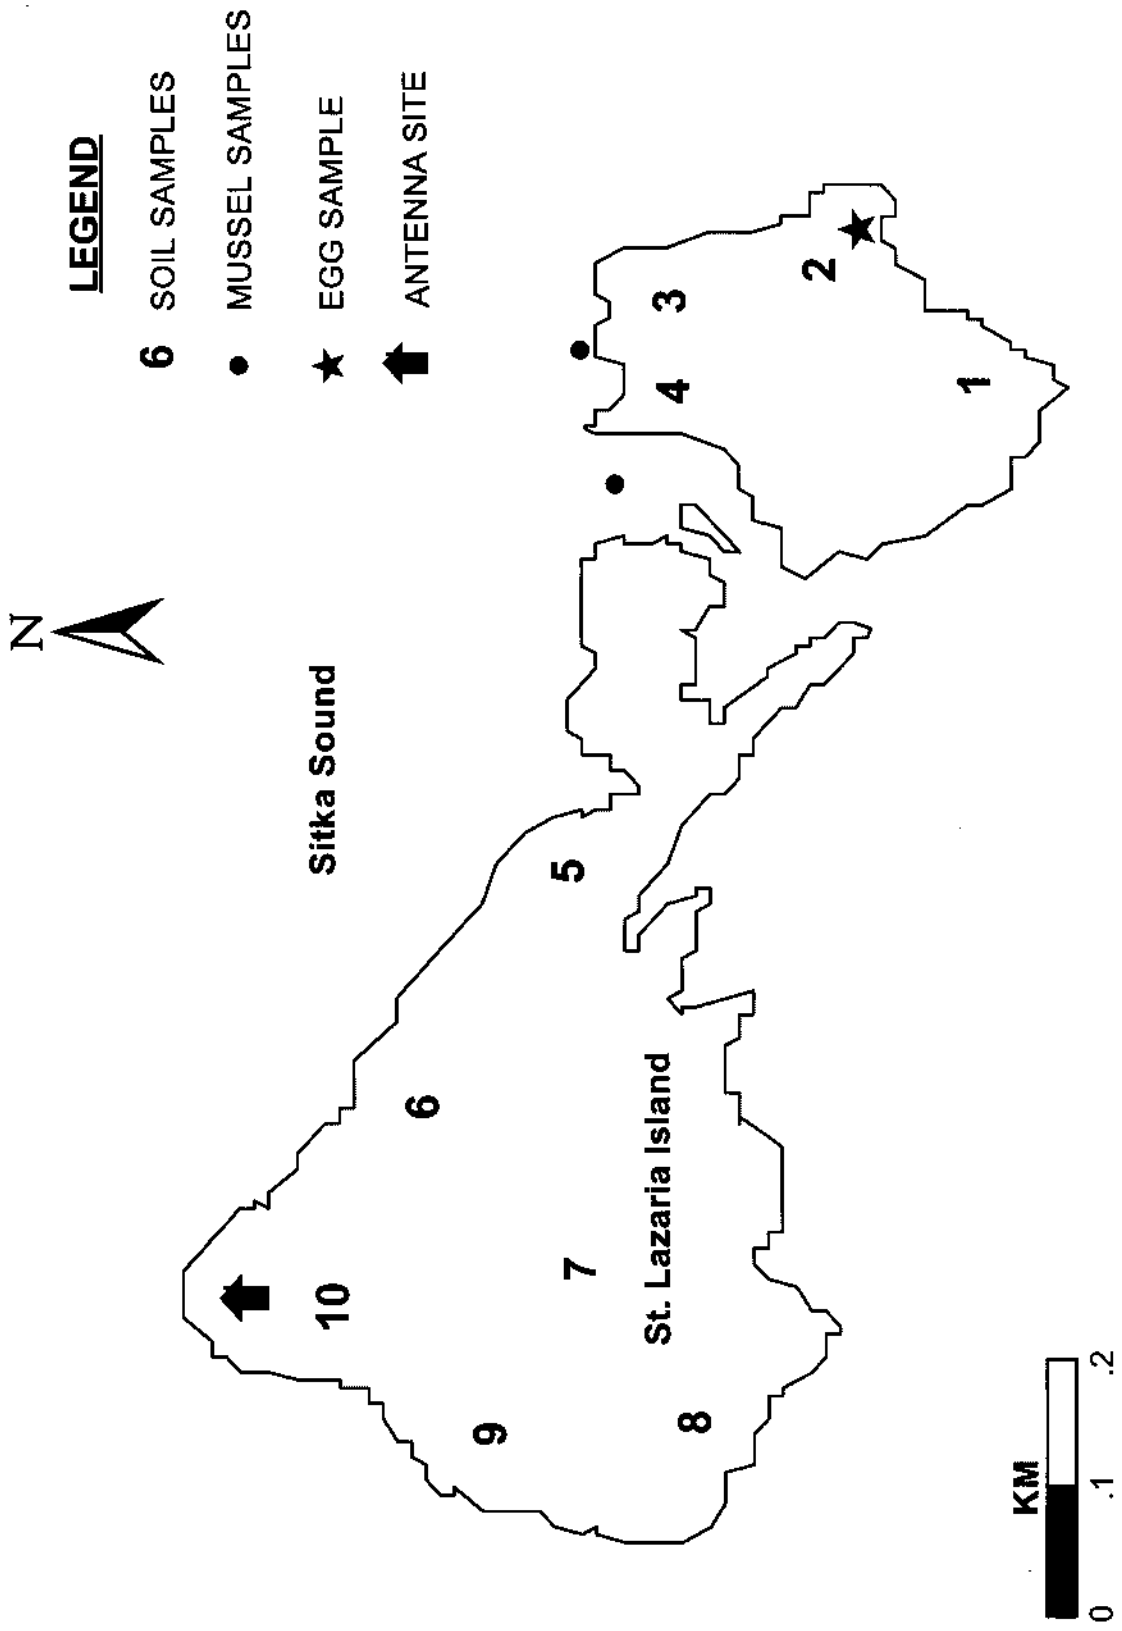 N
LEGEND
6 SOIL SAMPLES
MUSSEL SAMPLES
EGG SAMPLE
ANTENNA SITE
Sitka Sound
10
6
9
5
7
St. Lazaria Island
4
3
8
2
1
KM
0 .1 .2